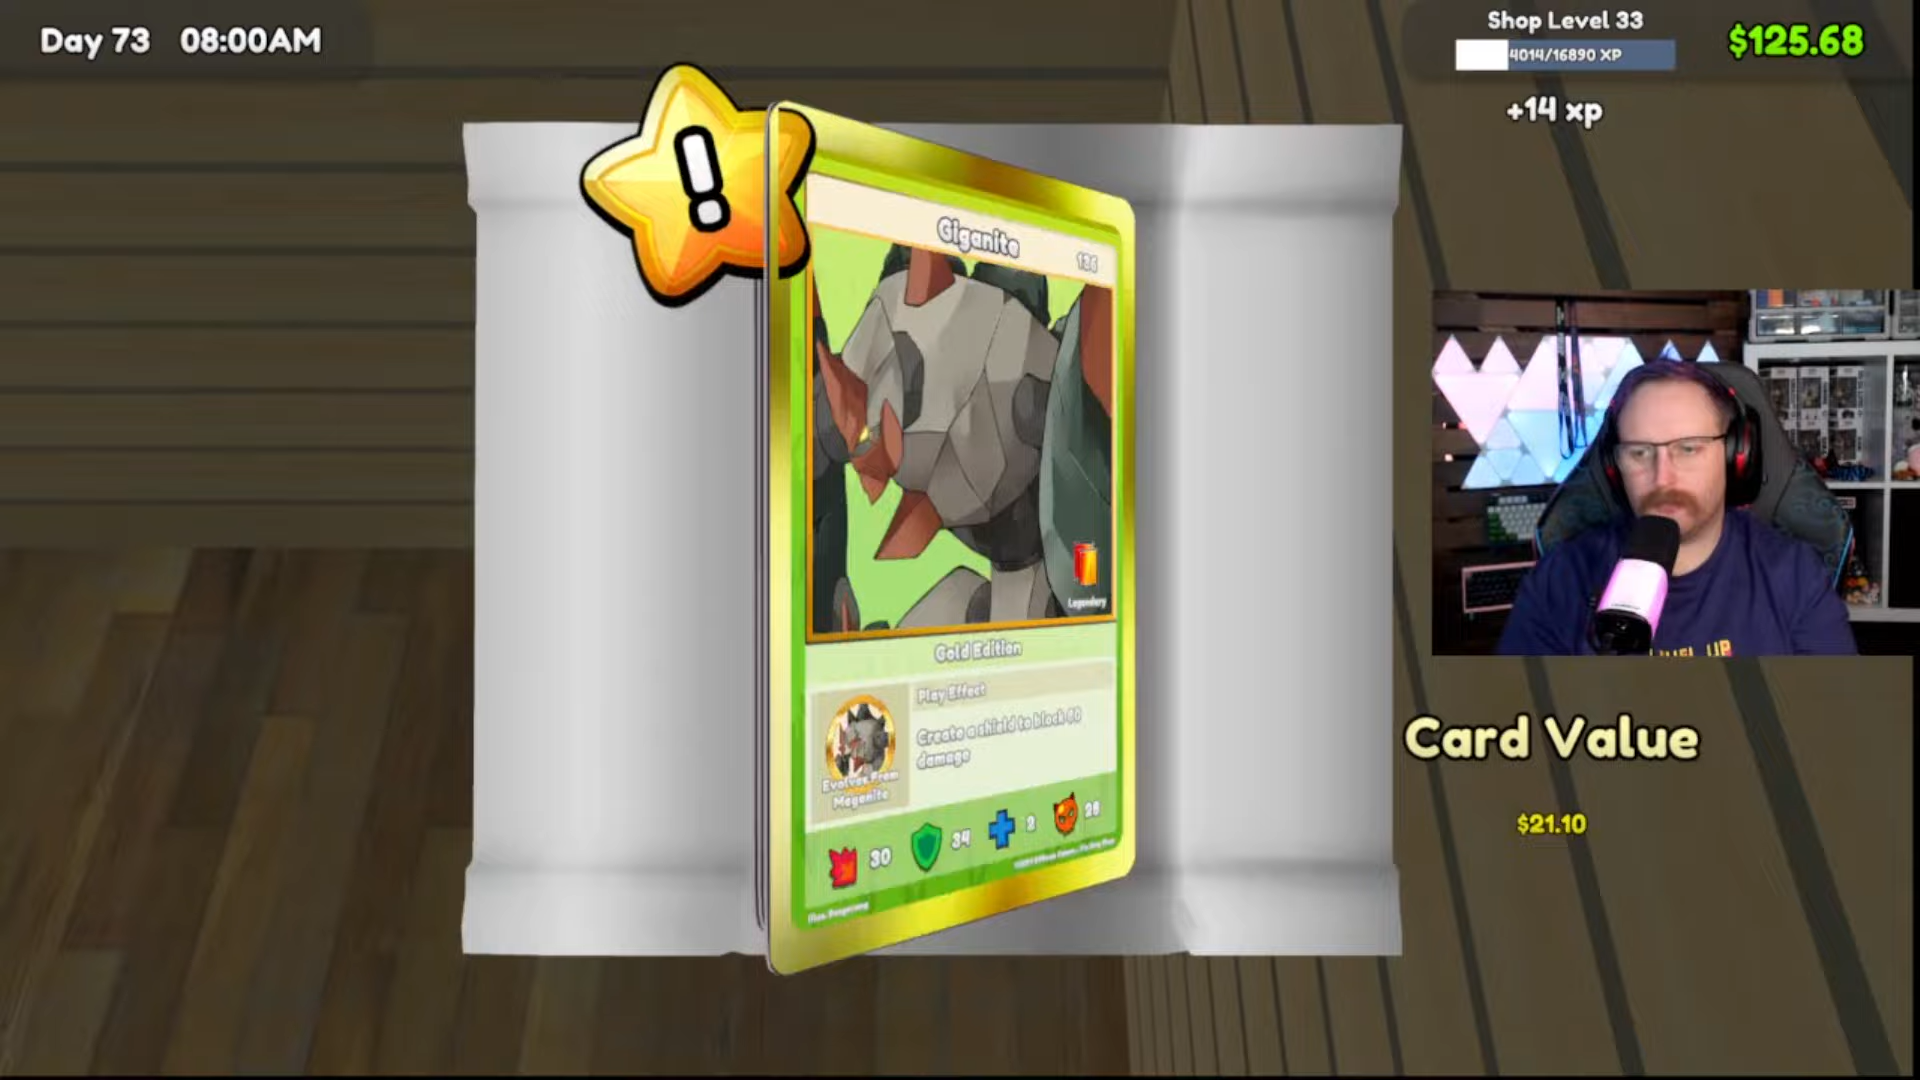 Day 73 08:00AM
Shop Level 33
4014/16890 XP
$125.68
+14 xp
Giganite
136
Legendary
Gold Edition
Play Effect
Create a shield to block 60
damage
Evolves From
Meganite
30 34 2 28
Card Value
$21.10
LEVEL UP